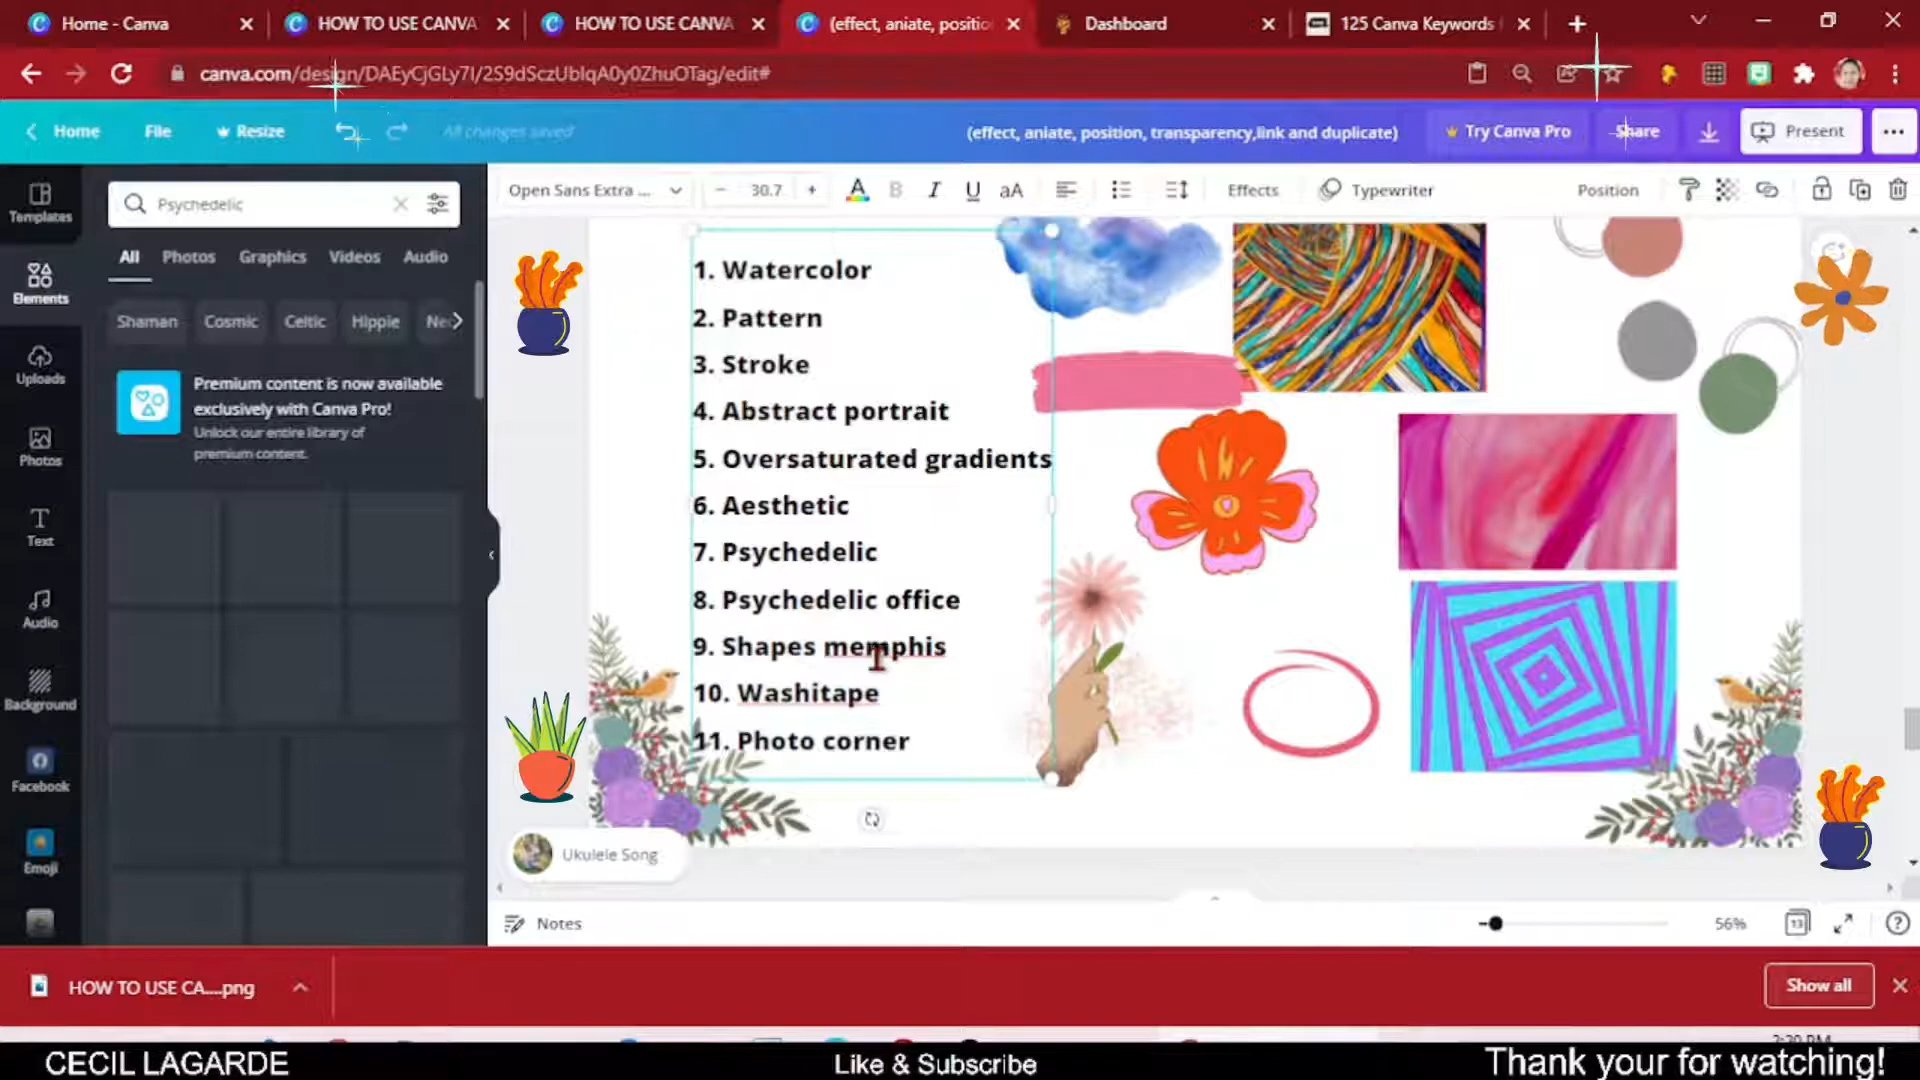 Home - Canva
HOW TO USE CANVA
HOW TO USE CANVA
(effect, aniate, positio
Dashboard
125 Canva Keywords
canva.com/design/DAEyCjGLy7I/2S9dSczUbIqA0y0ZhuOTag/edit#
Home
File
Resize
All changes saved
(effect, aniate, position, transparency,link and duplicate)
Try Canva Pro
Share
Present
Templates
Elements
Uploads
Photos
Text
Audio
Background
Facebook
Emoji
Psychedelic
All
Photos
Graphics
Videos
Audio
Shaman
Cosmic
Celtic
Hippie
Premium content is now available
exclusively with Canva Pro!
Unlock our entire library of
premium content.
Open Sans Extra ...
30.7
A
B
I
U
aA
Effects
Typewriter
Position
1. Watercolor
2. Pattern
3. Stroke
4. Abstract portrait
5. Oversaturated gradients
6. Aesthetic
7. Psychedelic
8. Psychedelic office
9. Shapes memphis
10. Washitape
11. Photo corner
Ukulele Song
Notes
56%
13
HOW TO USE CA....png
Show all
CECIL LAGARDE
Like & Subscribe
Thank your for watching!